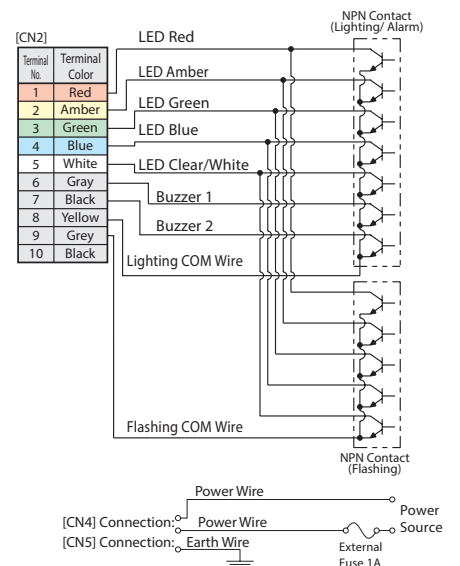 NPN Contact
(Lighting/ Alarm)
[CN2]
Terminal No. Terminal Color
1 Red
2 Amber
3 Green
4 Blue
5 White
6 Gray
7 Black
8 Yellow
9 Grey
10 Black
LED Red
LED Amber
LED Green
LED Blue
LED Clear/White
Buzzer 1
Buzzer 2
Lighting COM Wire
Flashing COM Wire
NPN Contact
(Flashing)
Power Wire
Power
[CN4] Connection: Power Wire Source
[CN5] Connection: Earth Wire
External
Fuse 1A